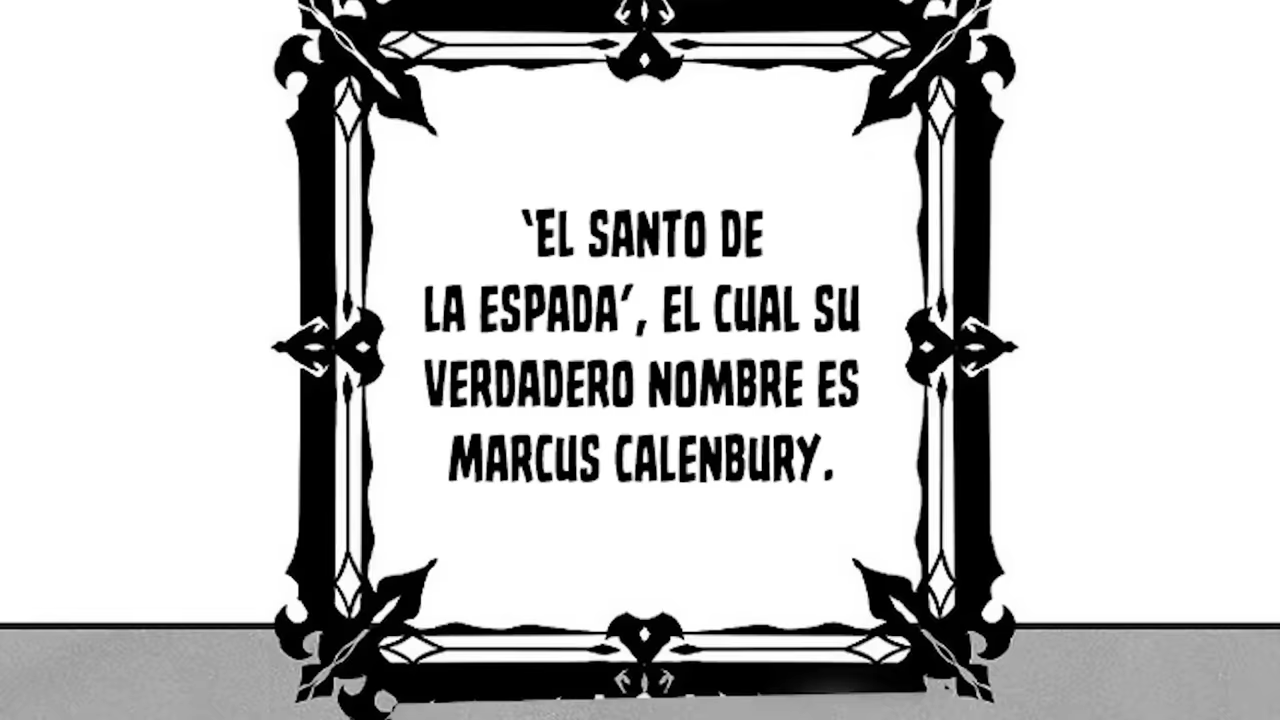 ‘EL SANTO DE
LA ESPADA’, EL CUAL SU
VERDADERO NOMBRE ES
MARCUS CALENBURY.